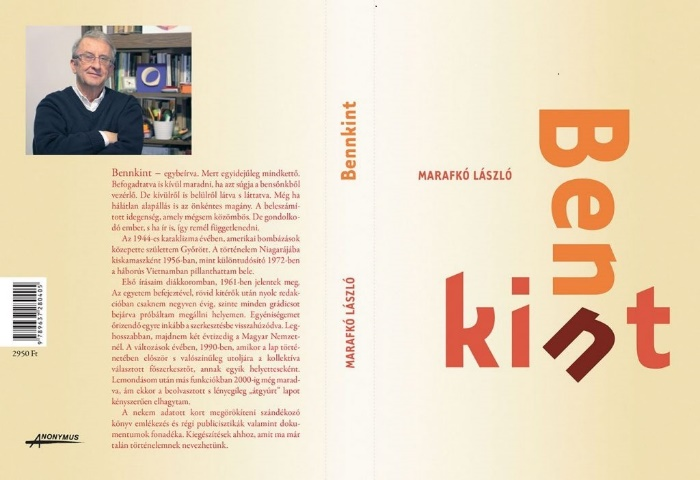 Bennkint – egybeírva. Mert egyidejűleg mindkettő.
Befogadtatva is kívül maradni, ha azt súgja a bensőnkből
vezérlő. De kívülről is belülről látva s láttatva. Még ha
hálátlan alapállás is az önkéntes magány. A beleszámí-
tott idegenség, amely mégsem közömbös. De gondolko-
dó embet, s ha ír is, így remél függetlenedni.
Az 1944-es kataklizma évében, amerikai bombázások
közepette születtem Győrött. A történelem Niagarájába
kiskamaszként 1956-ban, mint különtudósító 1972-ben
a háborús Vietnamban pillanthattam bele.
Első írásaim diákkoromban, 1961-ben jelentek meg.
Az egyetem befejeztével, rövid kitérők után nyolc redak-
cióban csaknem negyven évig, szinte minden grádicsot
bejárva próbáltam megállni helyemen. Egyéniségemet
őrizendő egyre inkább a szerkesztésbe visszahúzódva. Leg-
hosszabban, majdnem két évtizedig a Magyar Nemzet-
nél. A változások évében, 1990-ben, amikor a lap törté-
netében először s valószínűleg utoljára a kollektíva
választott főszerkesztőt, annak egyik helyetteseként.
Lemondásom után más funkciókban 2000-ig még marad-
va, ám ekkor a beolvasztott s lényegileg „átgyúrt” lapot
kényszerűen elhagytam.
A nekem adatott kort megörökíteni szándékozó
könyv emlékezés és régi publicisztikák valamint doku-
mentumok fonadéka. Kiegészítések ahhoz, amit ma már
talán történelemnek nevezhetünk.
9789637280405
2950 Ft
ANONYMUS
Bennkint
MARAFKÓ LÁSZLÓ
MARAFKÓ LÁSZLÓ
Benn
kint